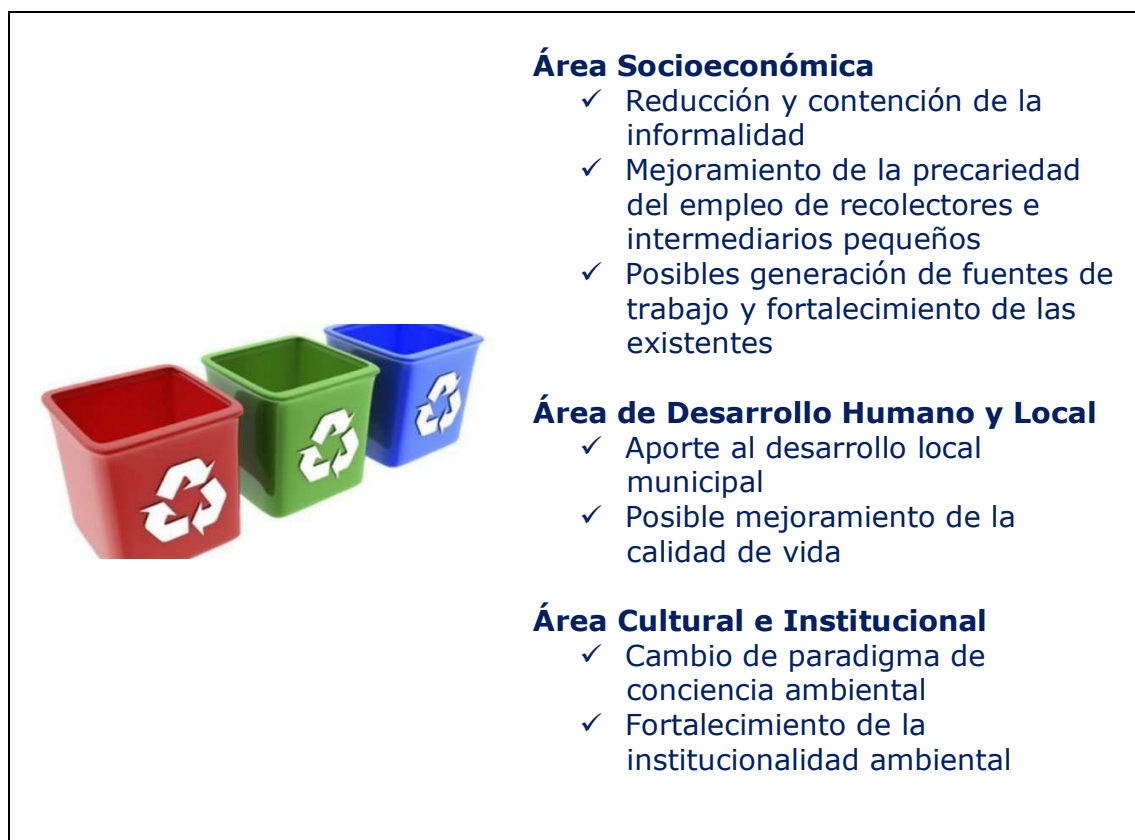 Área Socioeconómica
✓ Reducción y contención de la
informalidad
✓ Mejoramiento de la precariedad
del empleo de recolectores e
intermediarios pequeños
✓ Posibles generación de fuentes de
trabajo y fortalecimiento de las
existentes
Área de Desarrollo Humano y Local
✓ Aporte al desarrollo local
municipal
✓ Posible mejoramiento de la
calidad de vida
Área Cultural e Institucional
✓ Cambio de paradigma de
conciencia ambiental
✓ Fortalecimiento de la
institucionalidad ambiental